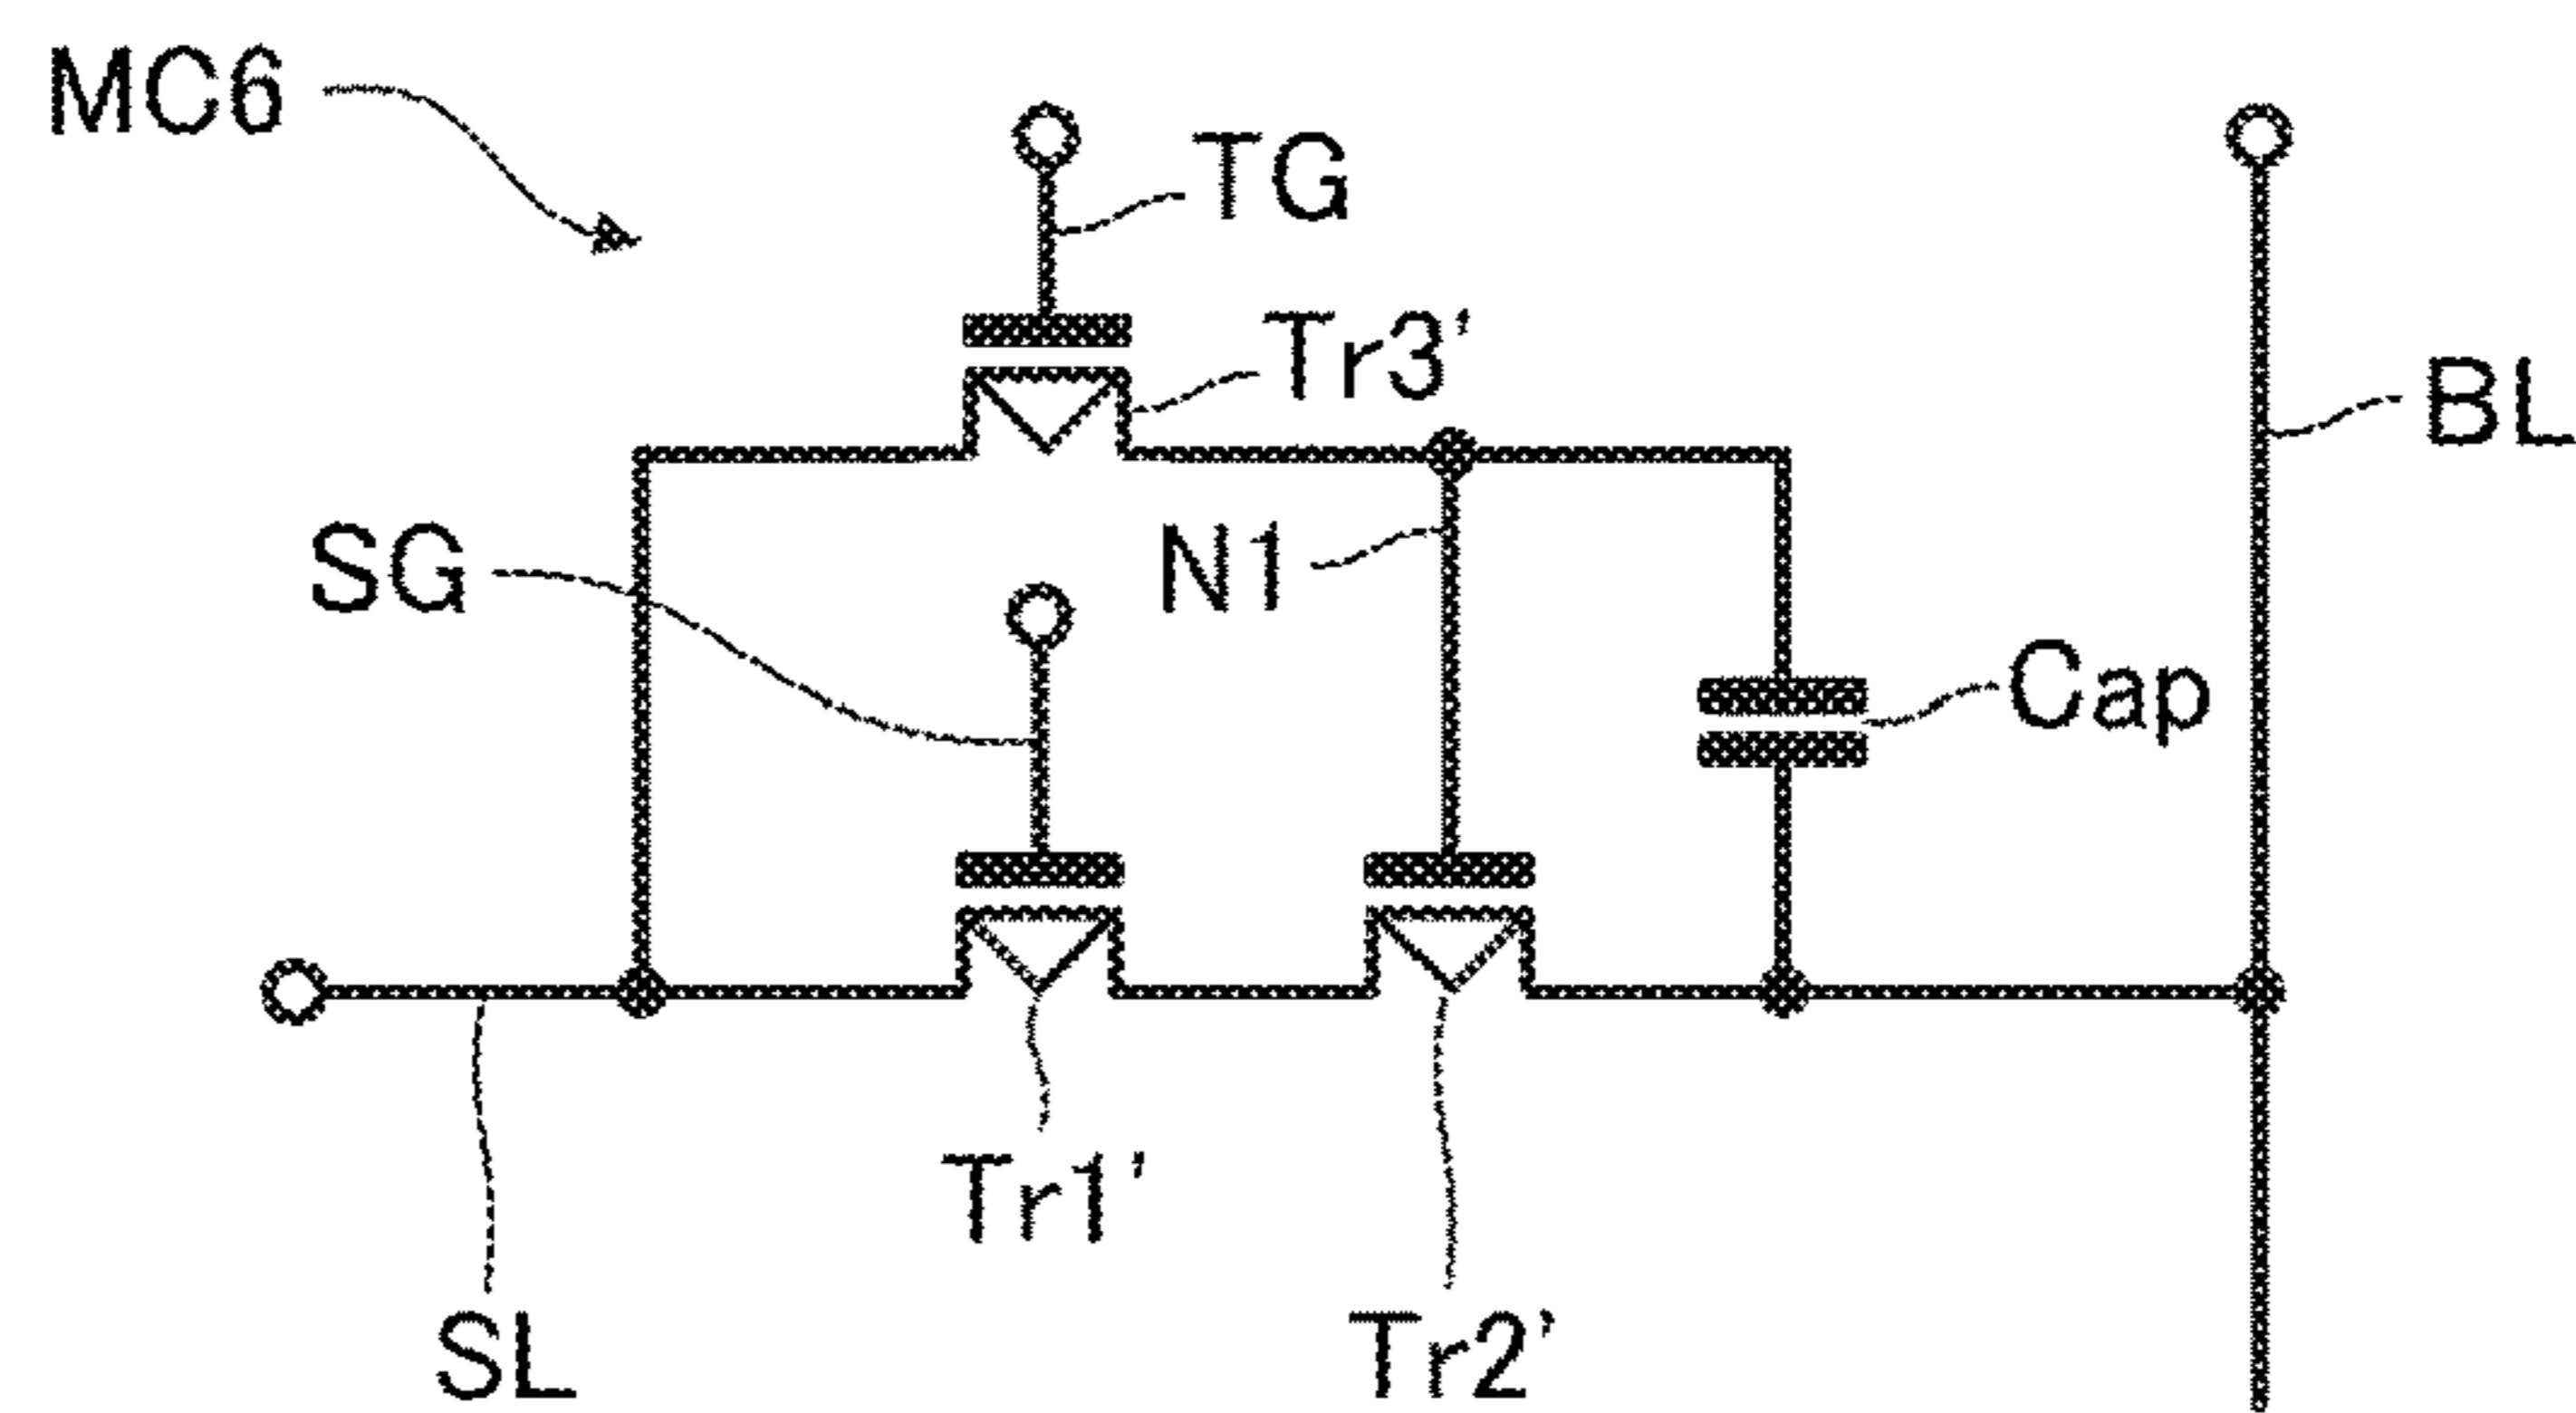 MC6
TG
Tr3'
BL
SG
N1
Cap
Tr1'
SL
Tr2'